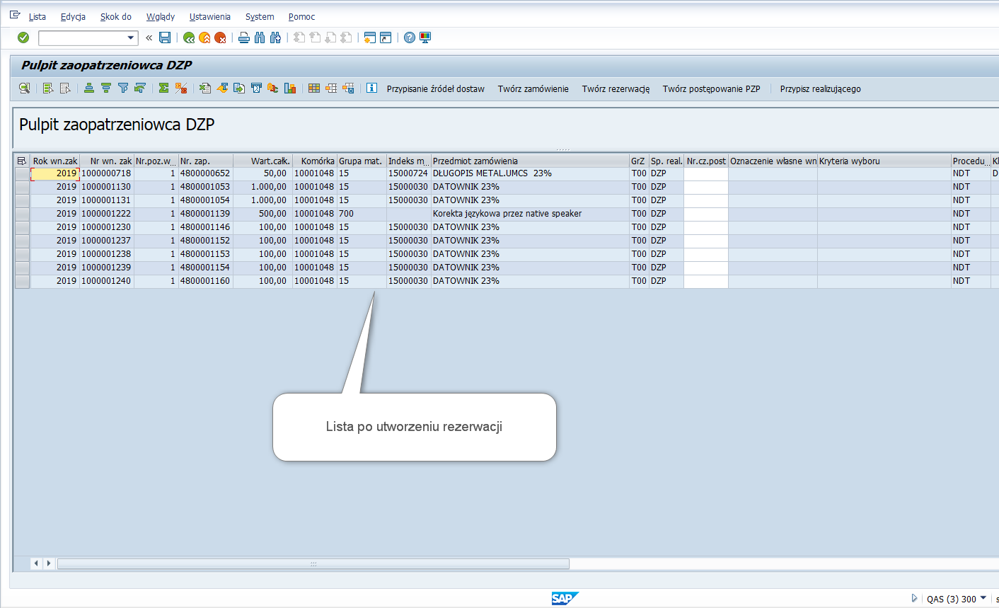 Lista Edycja Skok do Wglądy Ustawienia System Pomoc
Pulpit zaopatrzeniowca DZP
Przypisanie źródeł dostaw Twórz zamówienie Twórz rezerwację Twórz postępowanie PZP Przypisz realizującego
Pulpit zaopatrzeniowca DZP
Rok wn.zak Nr wn. zak Nr.poz.w... Nr. zap. Wart.całk. Komórka Grupa mat. Indeks m... Przedmiot zamówienia GrZ Sp. real. Nr.cz.post Oznaczenie własne wn Kryteria wyboru Procedu...
2019 1000000718 1 4800000652 50,00 10001048 15 15000724 DŁUGOPIS METAL.UMCS 23% T00 DZP NDT D
2019 1000001130 1 4800001053 1.000,00 10001048 15 15000030 DATOWNIK 23% T00 DZP NDT
2019 1000001131 1 4800001054 1.000,00 10001048 15 15000030 DATOWNIK 23% T00 DZP NDT
2019 1000001222 1 4800001139 500,00 10001048 700 Korekta językowa przez native speaker T00 DZP NDT
2019 1000001230 1 4800001146 100,00 10001048 15 15000030 DATOWNIK 23% T00 DZP NDT
2019 1000001237 1 4800001152 100,00 10001048 15 15000030 DATOWNIK 23% T00 DZP NDT
2019 1000001238 1 4800001153 100,00 10001048 15 15000030 DATOWNIK 23% T00 DZP NDT
2019 1000001239 1 4800001154 100,00 10001048 15 15000030 DATOWNIK 23% T00 DZP NDT
2019 1000001240 1 4800001160 100,00 10001048 15 15000030 DATOWNIK 23% T00 DZP NDT
Lista po utworzeniu rezerwacji
SAP QAS (3) 300